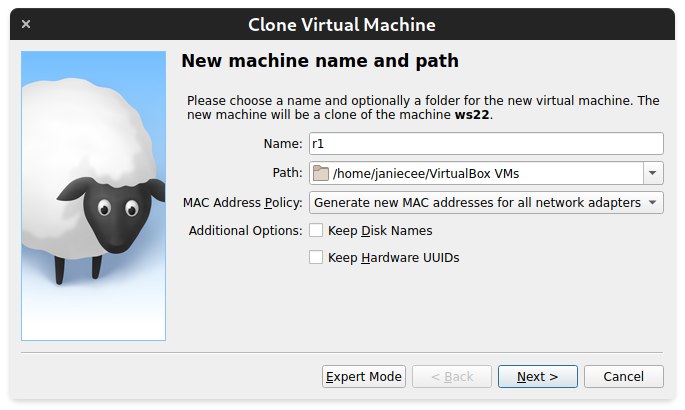 Clone Virtual Machine
New machine name and path
Please choose a name and optionally a folder for the new virtual machine. The
new machine will be a clone of the machine ws22.
Name: r1
Path: /home/janiecee/VirtualBox VMs
MAC Address Policy: Generate new MAC addresses for all network adapters
Additional Options: Keep Disk Names
Keep Hardware UUIDs
Expert Mode < Back Next > Cancel